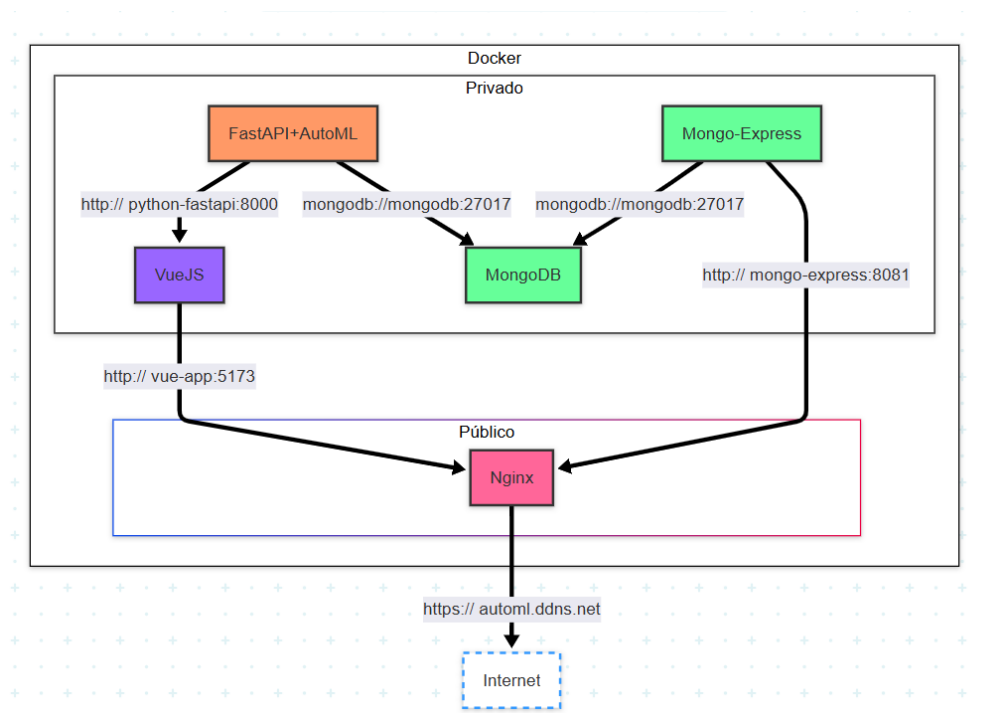 Docker
Privado
FastAPI+AutoML
Mongo-Express
http:// python-fastapi:8000
mongodb://mongodb:27017
mongodb://mongodb:27017
VueJS
MongoDB
http:// mongo-express:8081
http:// vue-app:5173
Público
Nginx
https:// automl.ddns.net
Internet